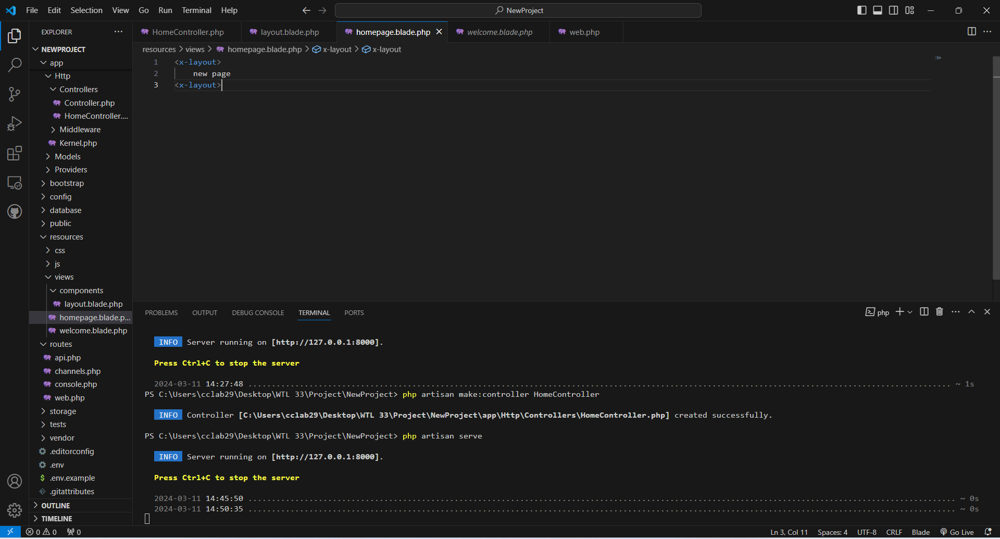 File Edit Selection View Go Run Terminal Help
NewProject
EXPLORER
HomeController.php
layout.blade.php
homepage.blade.php
welcome.blade.php
web.php
resources > views > homepage.blade.php > x-layout > x-layout
1 <x-layout>
2 new page
3 <x-layout>
NEWPROJECT
app
Http
Controllers
Controller.php
HomeController....
Middleware
Kernel.php
Models
Providers
bootstrap
config
database
public
resources
css
js
views
components
layout.blade.php
homepage.blade.p...
welcome.blade.php
routes
api.php
channels.php
console.php
web.php
storage
tests
vendor
.editorconfig
.env
$ .env.example
.gitattributes
OUTLINE
TIMELINE
PROBLEMS OUTPUT DEBUG CONSOLE TERMINAL PORTS
php
INFO Server running on [http://127.0.0.1:8000].
Press Ctrl+C to stop the server
2024-03-11 14:27:48 ........ ~ 1s
PS C:\Users\cclab29\Desktop\WTL 33\Project\NewProject> php artisan make:controller HomeController
INFO Controller [C:\Users\cclab29\Desktop\WTL 33\Project\NewProject\app\Http\Controllers\HomeController.php] created successfully.
PS C:\Users\cclab29\Desktop\WTL 33\Project\NewProject> php artisan serve
INFO Server running on [http://127.0.0.1:8000].
Press Ctrl+C to stop the server
2024-03-11 14:45:50 ........ ~ 0s
2024-03-11 14:50:35 ........ ~ 0s
0 0 0
Ln 3, Col 11 Spaces: 4 UTF-8 CRLF Blade Go Live